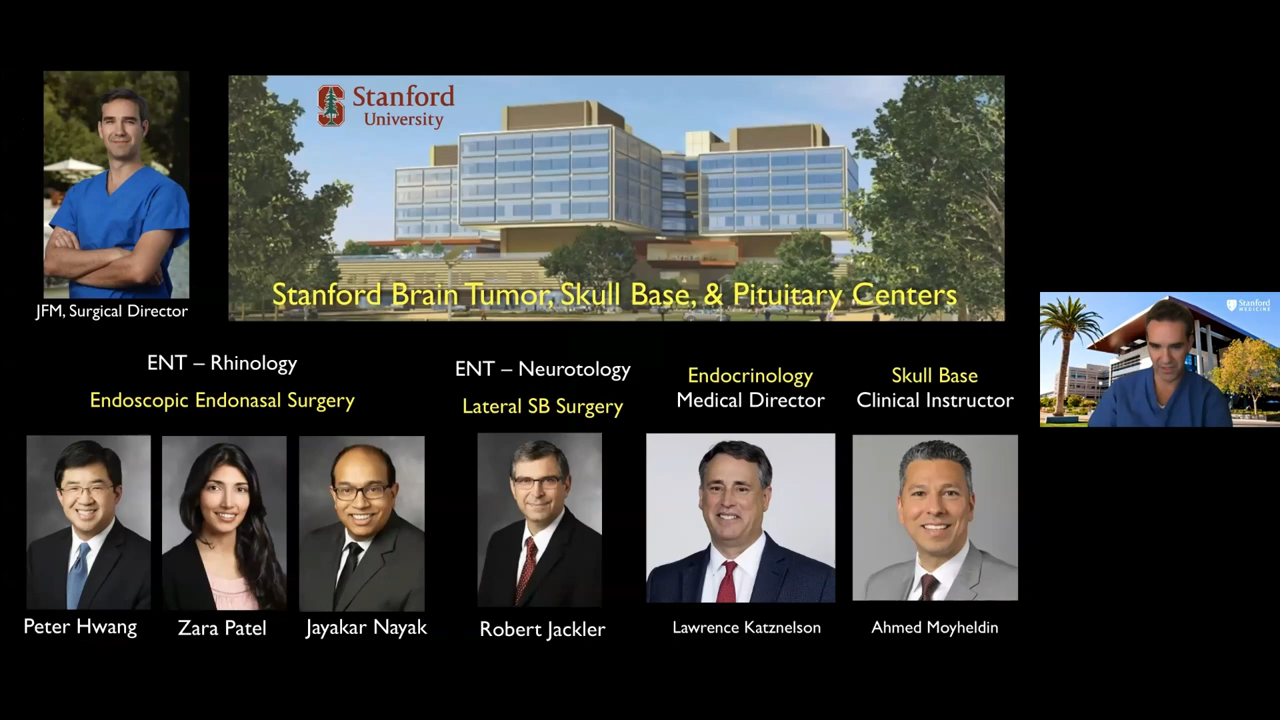 Stanford
University
Stanford Brain Tumor, Skull Base, & Pituitary Centers
JFM, Surgical Director
Stanford
MEDICINE
ENT – Rhinology
Endoscopic Endonasal Surgery
ENT – Neurotology
Lateral SB Surgery
Endocrinology
Medical Director
Skull Base
Clinical Instructor
Peter Hwang
Zara Patel
Jayakar Nayak
Robert Jackler
Lawrence Katznelson
Ahmed Moyheldin